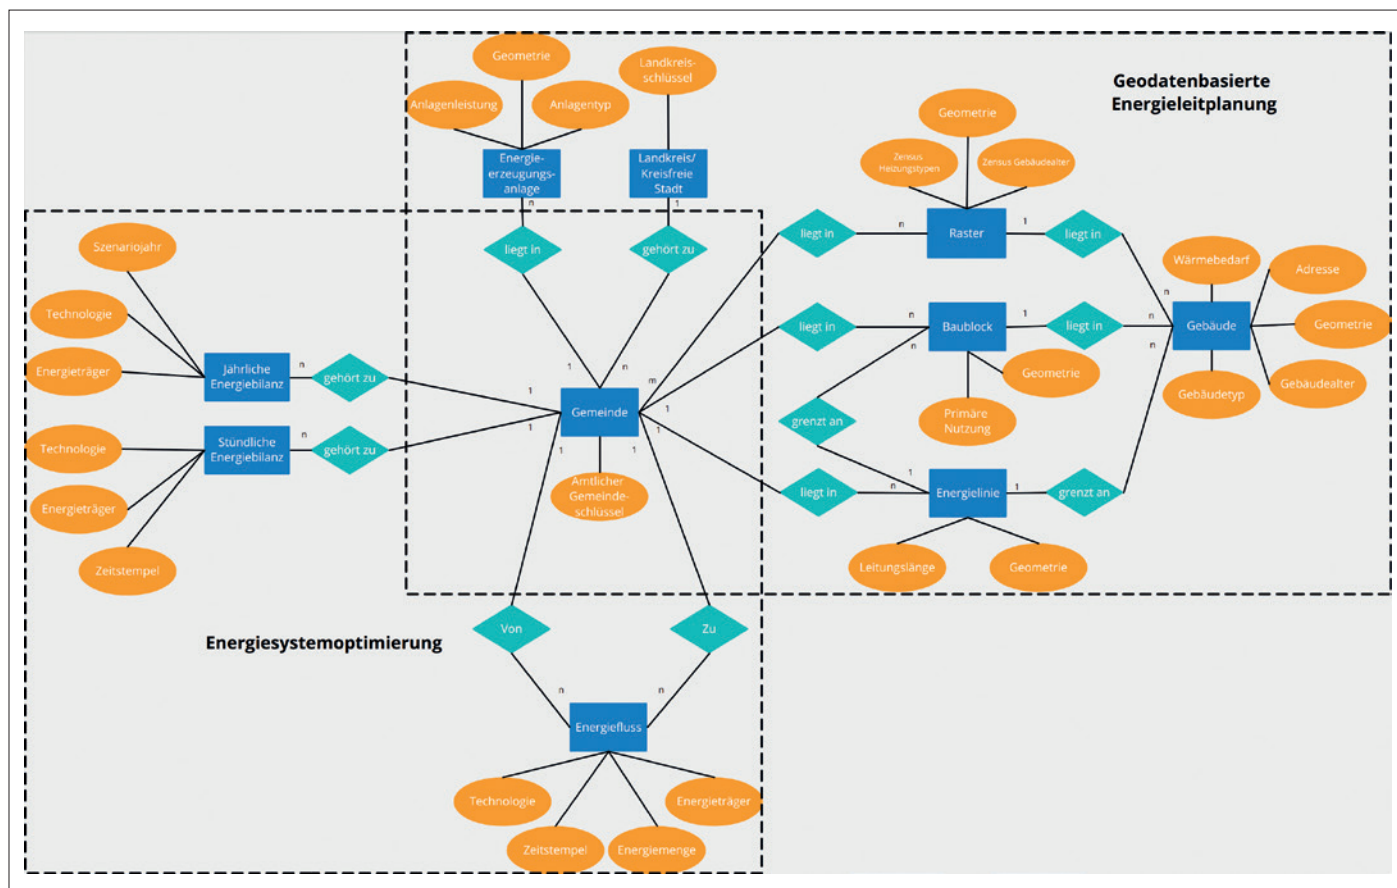 Geodatenbasierte
Energieleitplanung
Geometrie
Anlagenleistung
Anlagentyp
Landkreis-
schlüssel
Energie-
erzeugungs-
anlage
Landkreis/
Kreisfreie
Stadt
n
1
liegt in
gehört zu
Geometrie
Zensus
Heizungstypen
Zensus Gebäudealter
liegt in
n
Raster
1
liegt in
Wärmebedarf
Adresse
n
Szenariojahr
Technologie
Energieträger
Jährliche
Energiebilanz
n
gehört zu
1
1
n
m
liegt in
n
Baublock
1
liegt in
n
Gebäude
Geometrie
n
n
Geometrie
Gebäudetyp
Gebäudealter
Primäre
Nutzung
grenzt an
Technologie
Energieträger
Zeitstempel
Stündliche
Energiebilanz
n
gehört zu
1
Gemeinde
1
1
1
1
Amtlicher
Gemeinde-
schlüssel
liegt in
n
1
Energielinie
1
grenzt an
Leitungslänge
Geometrie
Energiesystemoptimierung
Von
Zu
n
n
Energiefluss
Technologie
Zeitstempel
Energiemenge
Energieträger